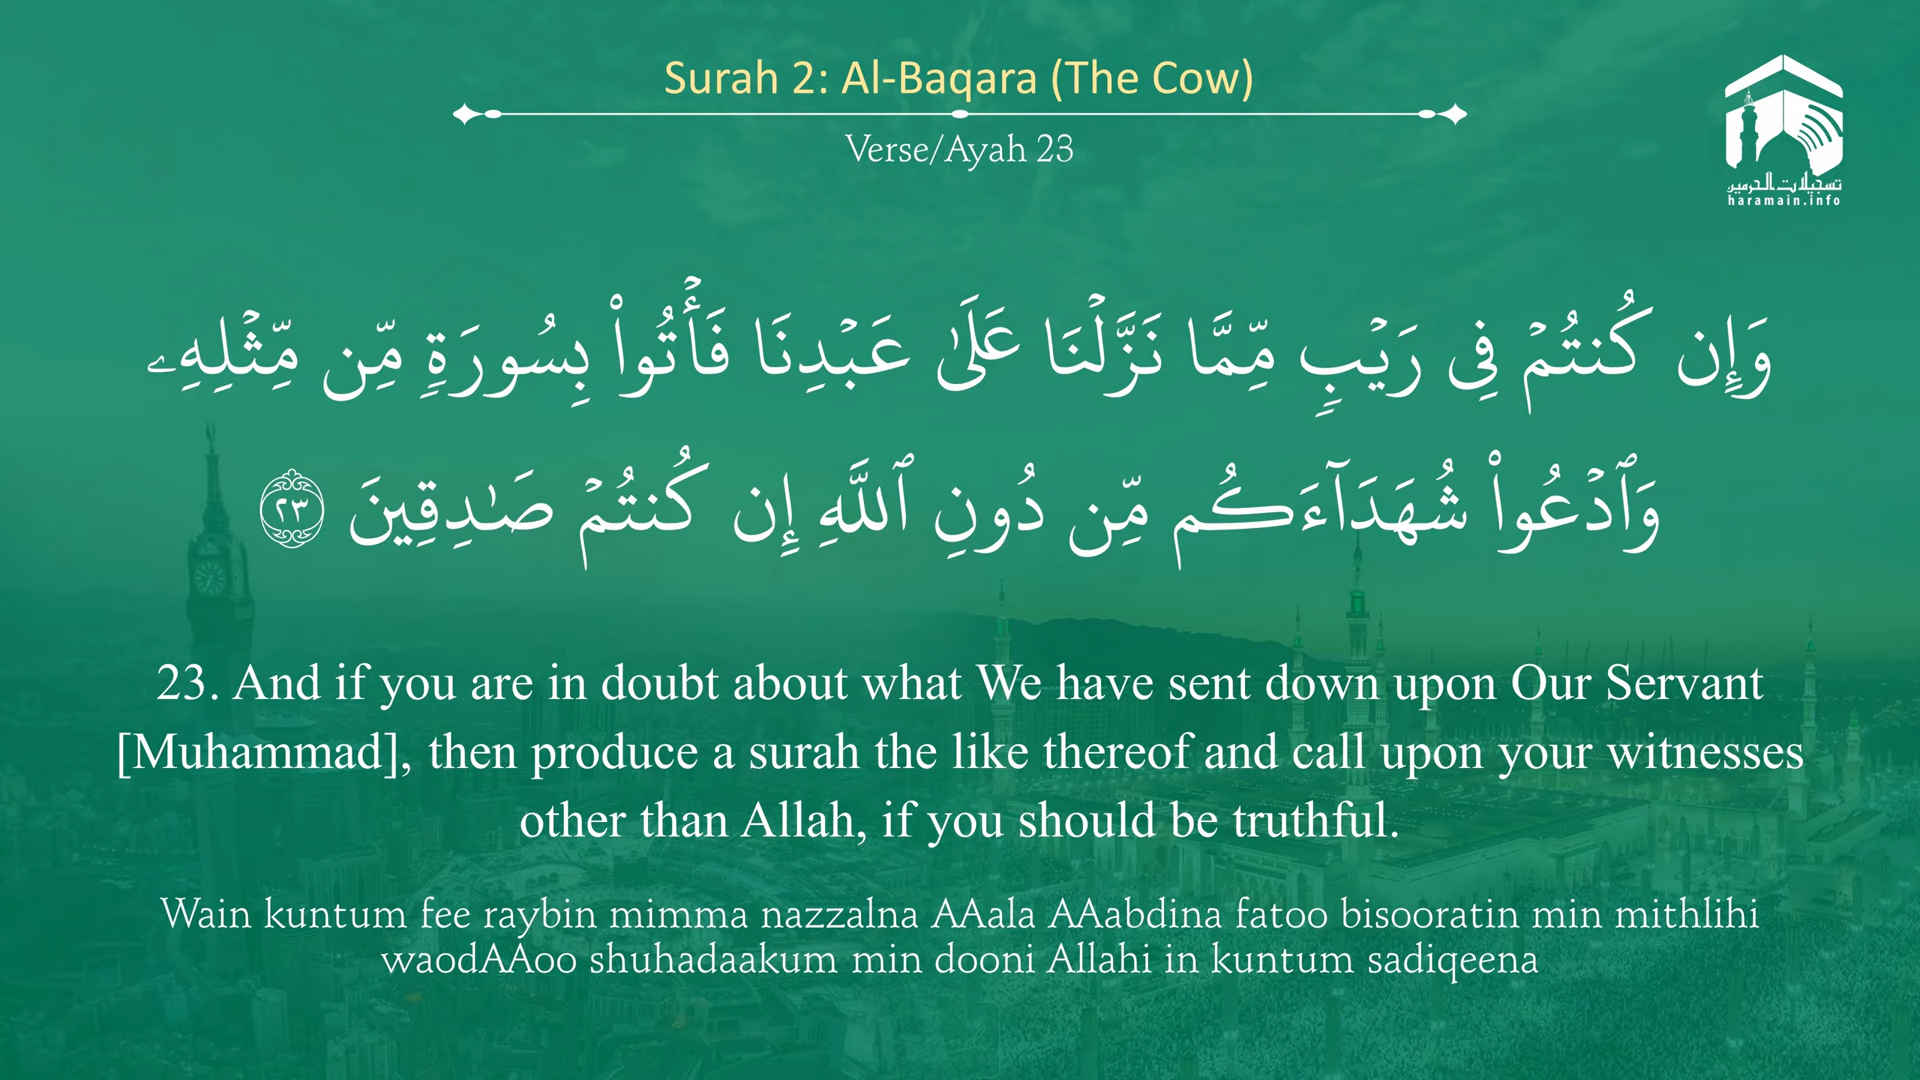 Surah 2: Al-Baqara (The Cow)
Verse/Ayah 23
تسجيلات الحرمين
haramain.info
وَإِن كُنتُمْ فِى رَيْبٍ مِّمَّا نَزَّلْنَا عَلَىٰ عَبْدِنَا فَأْتُوا۟ بِسُورَةٍ مِّن مِّثْلِهِۦ
وَٱدْعُوا۟ شُهَدَآءَكُم مِّن دُونِ ٱللَّهِ إِن كُنتُمْ صَـٰدِقِينَ ٢٣
23. And if you are in doubt about what We have sent down upon Our Servant
[Muhammad], then produce a surah the like thereof and call upon your witnesses
other than Allah, if you should be truthful.
Wain kuntum fee raybin mimma nazzalna AAala AAabdina fatoo bisooratin min mithlihi
waodAAoo shuhadaakum min dooni Allahi in kuntum sadiqeena